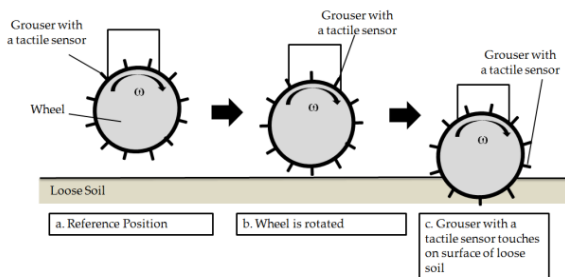 Grouser with
a tactile sensor
Wheel
ω
Grouser with
a tactile sensor
ω
Grouser with
a tactile sensor
ω
Loose Soil
a. Reference Position
b. Wheel is rotated
c. Grouser with a
tactile sensor touches
on surface of loose
soil